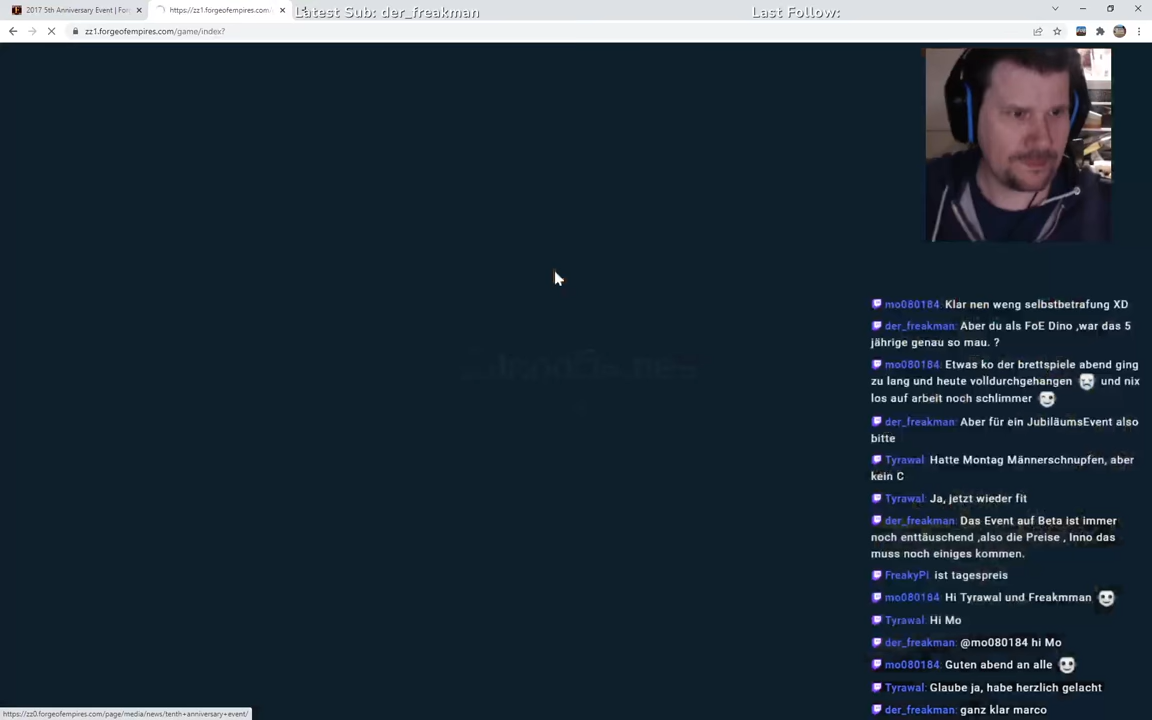 2017 5th Anniversary Event | For
https://zz1.forgeofempires.com/
Latest Sub: der_freakman
Last Follow:
zz1.forgeofempires.com/game/index?
mo080184: Klar nen weng selbstbetrafung XD
der_freakman: Aber du als FoE Dino ,war das 5
jährige genau so mau. ?
mo080184: Etwas ko der brettspiele abend ging
zu lang und heute volldurchgehangen und nix
los auf arbeit noch schlimmer
der_freakman: Aber für ein JubiläumsEvent also
bitte
Tyrawal: Hatte Montag Männerschnupfen, aber
kein C
Tyrawal: Ja, jetzt wieder fit
der_freakman: Das Event auf Beta ist immer
noch enttäuschend ,also die Preise , Inno das
muss noch einiges kommen.
FreakyPi ist tagespreis
mo080184: Hi Tyrawal und Freakmman
Tyrawal: Hi Mo
der_freakman: @mo080184 hi Mo
mo080184: Guten abend an alle
Tyrawal: Glaube ja, habe herzlich gelacht
der_freakman: ganz klar marco
https://zz0.forgeofempires.com/page/media/news/tenth+anniversary+event/